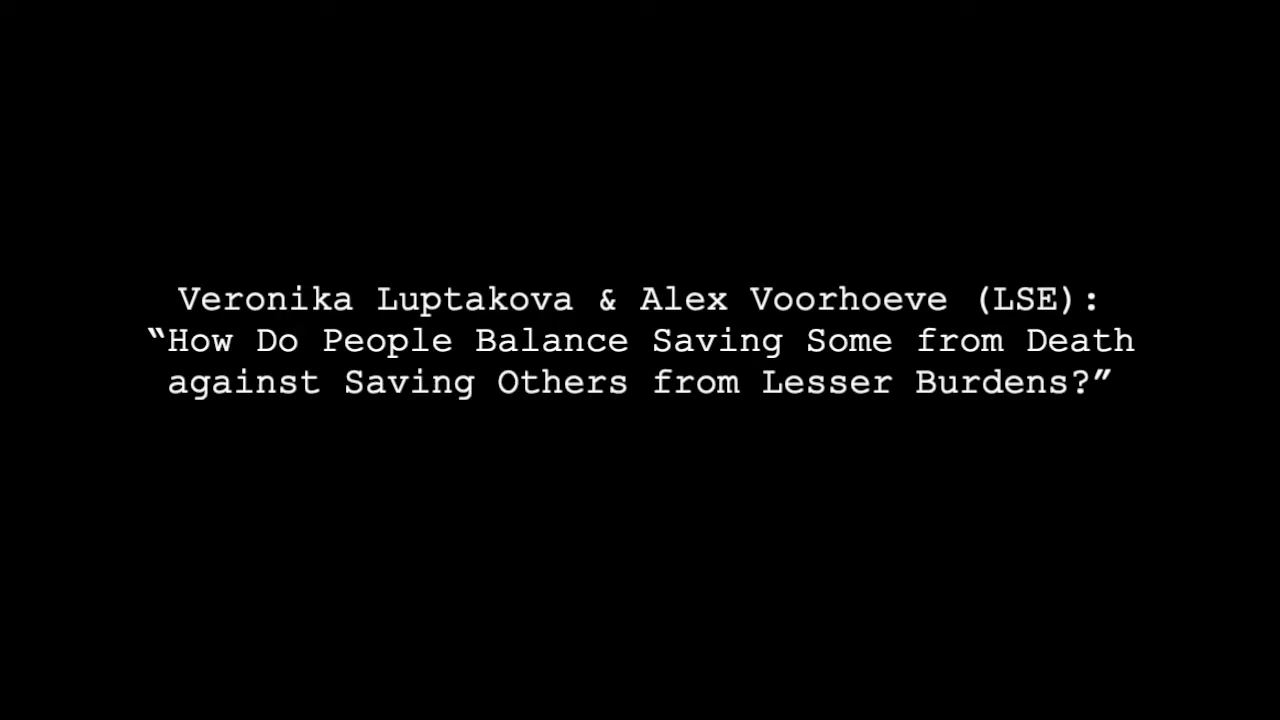 Veronika Luptakova & Alex Voorhoeve (LSE):
“How Do People Balance Saving Some from Death
against Saving Others from Lesser Burdens?”